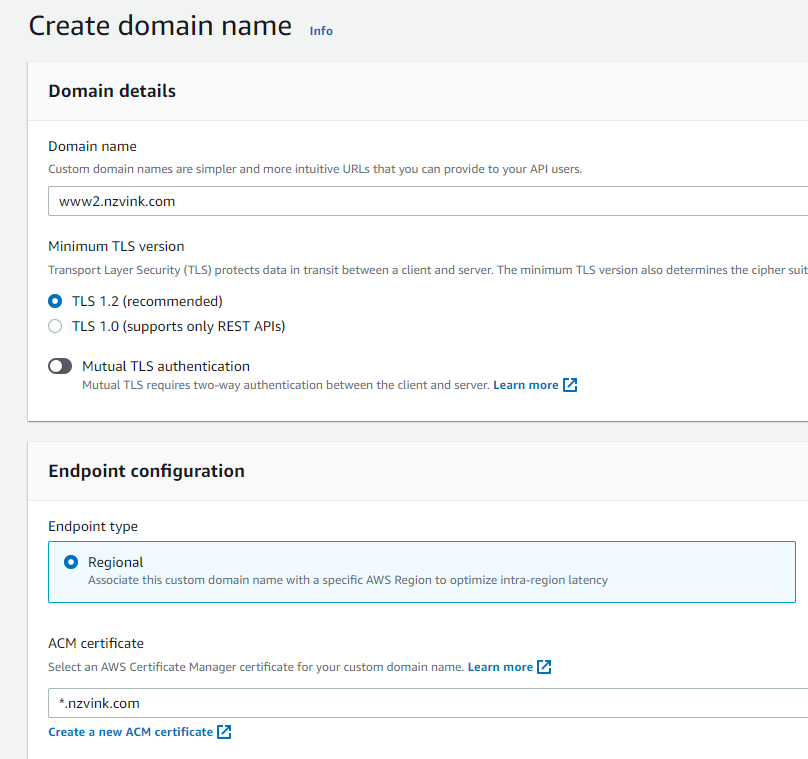 Create domain name Info
Domain details
Domain name
Custom domain names are simpler and more intuitive URLs that you can provide to your API users.
www2.nzvink.com
Minimum TLS version
Transport Layer Security (TLS) protects data in transit between a client and server. The minimum TLS version also determines the cipher suit
TLS 1.2 (recommended)
TLS 1.0 (supports only REST APIs)
Mutual TLS authentication
Mutual TLS requires two-way authentication between the client and server. Learn more
Endpoint configuration
Endpoint type
Regional
Associate this custom domain name with a specific AWS Region to optimize intra-region latency
ACM certificate
Select an AWS Certificate Manager certificate for your custom domain name. Learn more
*.nzvink.com
Create a new ACM certificate